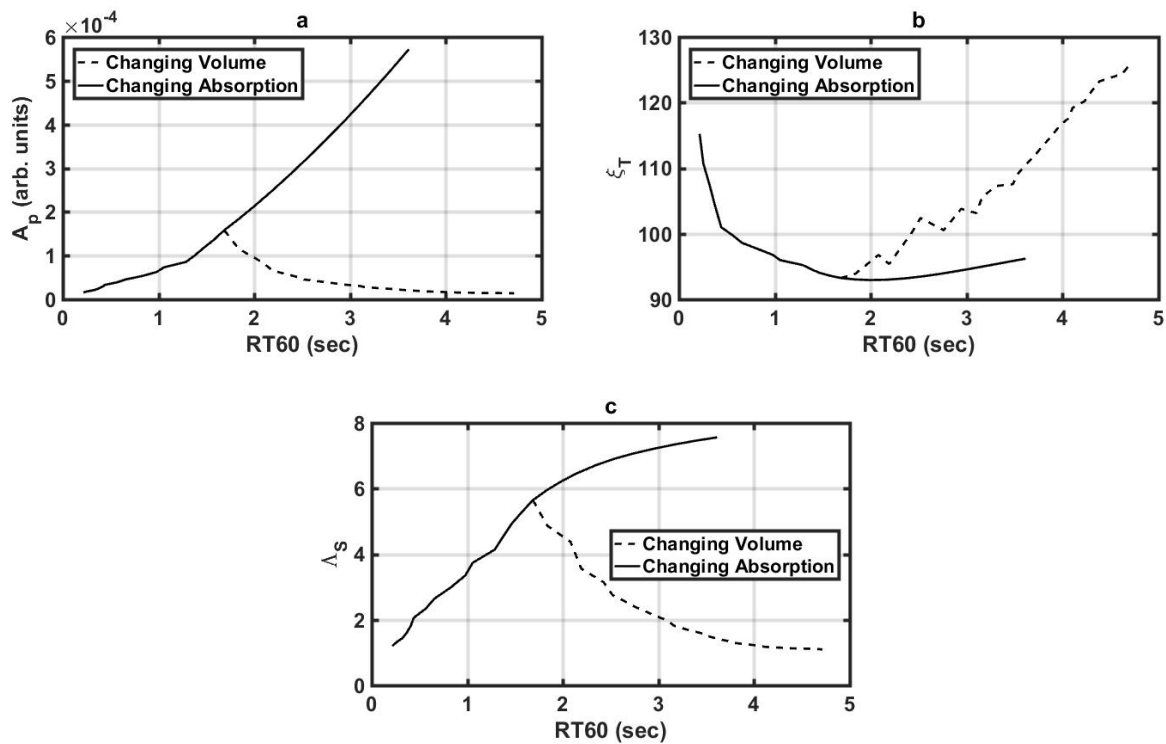 a
×10^-4
6
5
4
3
2
1
0
A_p (arb. units)
Changing Volume
Changing Absorption
0 1 2 3 4 5
RT60 (sec)
b
130
120
110
100
90
ξ_T
Changing Volume
Changing Absorption
0 1 2 3 4 5
RT60 (sec)
c
8
6
4
2
0
Λ_S
Changing Volume
Changing Absorption
0 1 2 3 4 5
RT60 (sec)